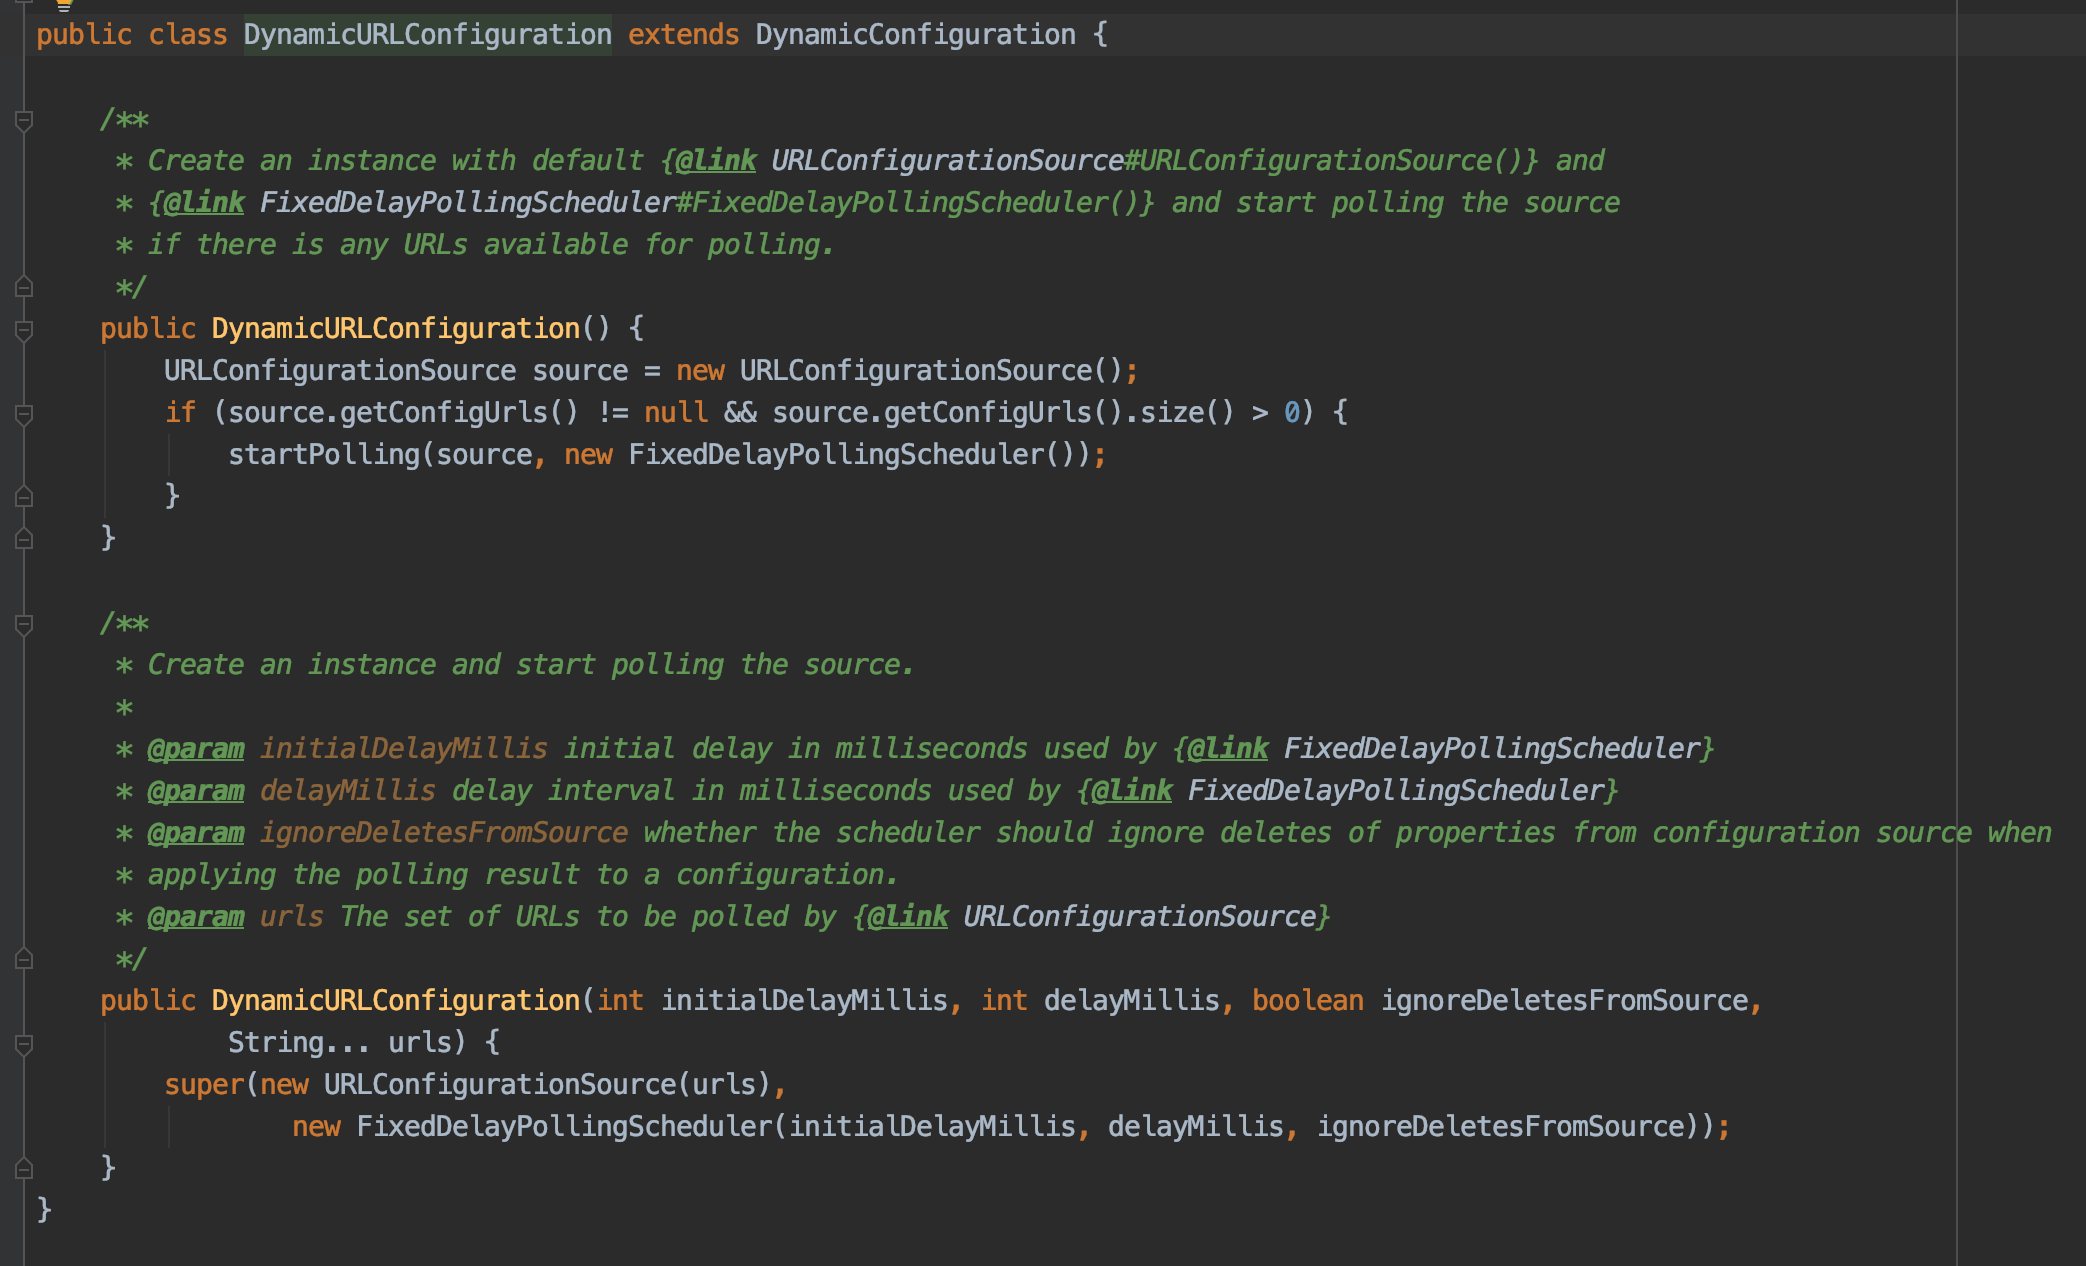 public class DynamicURLConfiguration extends DynamicConfiguration {
/**
* Create an instance with default {@link URLConfigurationSource#URLConfigurationSource()} and
* {@link FixedDelayPollingScheduler#FixedDelayPollingScheduler()} and start polling the source
* if there is any URLs available for polling.
*/
public DynamicURLConfiguration() {
URLConfigurationSource source = new URLConfigurationSource();
if (source.getConfigUrls() != null && source.getConfigUrls().size() > 0) {
startPolling(source, new FixedDelayPollingScheduler());
}
}
/**
* Create an instance and start polling the source.
*
* @param initialDelayMillis initial delay in milliseconds used by {@link FixedDelayPollingScheduler}
* @param delayMillis delay interval in milliseconds used by {@link FixedDelayPollingScheduler}
* @param ignoreDeletesFromSource whether the scheduler should ignore deletes of properties from configuration source when
* applying the polling result to a configuration.
* @param urls The set of URLs to be polled by {@link URLConfigurationSource}
*/
public DynamicURLConfiguration(int initialDelayMillis, int delayMillis, boolean ignoreDeletesFromSource,
String... urls) {
super(new URLConfigurationSource(urls),
new FixedDelayPollingScheduler(initialDelayMillis, delayMillis, ignoreDeletesFromSource));
}
}